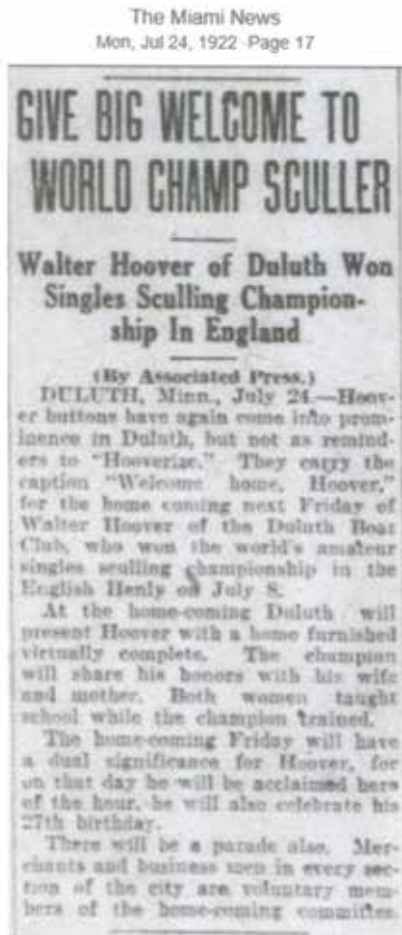 The Miami News
Mon, Jul 24, 1922 · Page 17
GIVE BIG WELCOME TO
WORLD CHAMP SCULLER
Walter Hoover of Duluth Won
Singles Sculling Champion-
ship In England
(By Associated Press.)
DULUTH, Minn., July 24.—Hoov-
er buttons have again come into prom-
inence in Duluth, but not as remind-
ers to "Hooverize." They carry the
caption "Welcome home, Hoover,"
for the home coming next Friday of
Walter Hoover of the Duluth Boat
Club, who won the world's amateur
singles sculling championship in the
English Henly on July 8.
At the home-coming Duluth will
present Hoover with a home furnished
virtually complete. The champion
will share his honors with his wife
and mother. Both women taught
school while the champion trained.
The home-coming Friday will have
a dual significance for Hoover, for
on that day he will be acclaimed hero
of the hour, he will also celebrate his
27th birthday.
There will be a parade also. Mer-
chants and business men in every sec-
tion of the city are voluntary mem-
bers of the home-coming committee.